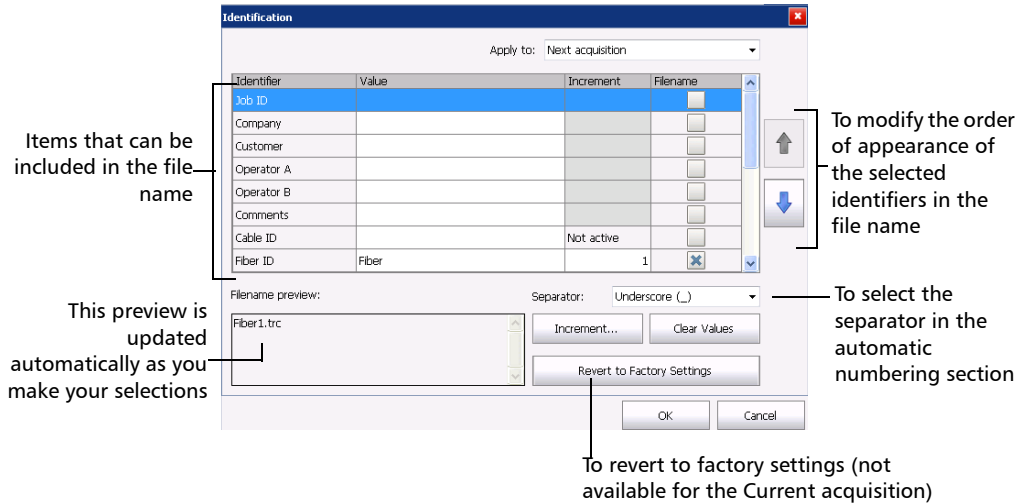 Identification
Apply to: Next acquisition
Identifier Value Increment Filename
Job ID
Company
Customer
Operator A
Operator B
Comments
Cable ID Not active
Fiber ID Fiber 1
Filename preview: Separator: Underscore (_)
Fiber1.trc
Increment... Clear Values
Revert to Factory Settings
OK Cancel
Items that can be
included in the file
name
This preview is
updated
automatically as you
make your selections
To modify the order
of appearance of
the selected
identifiers in the
file name
To select the
separator in the
automatic
numbering section
To revert to factory settings (not
available for the Current acquisition)